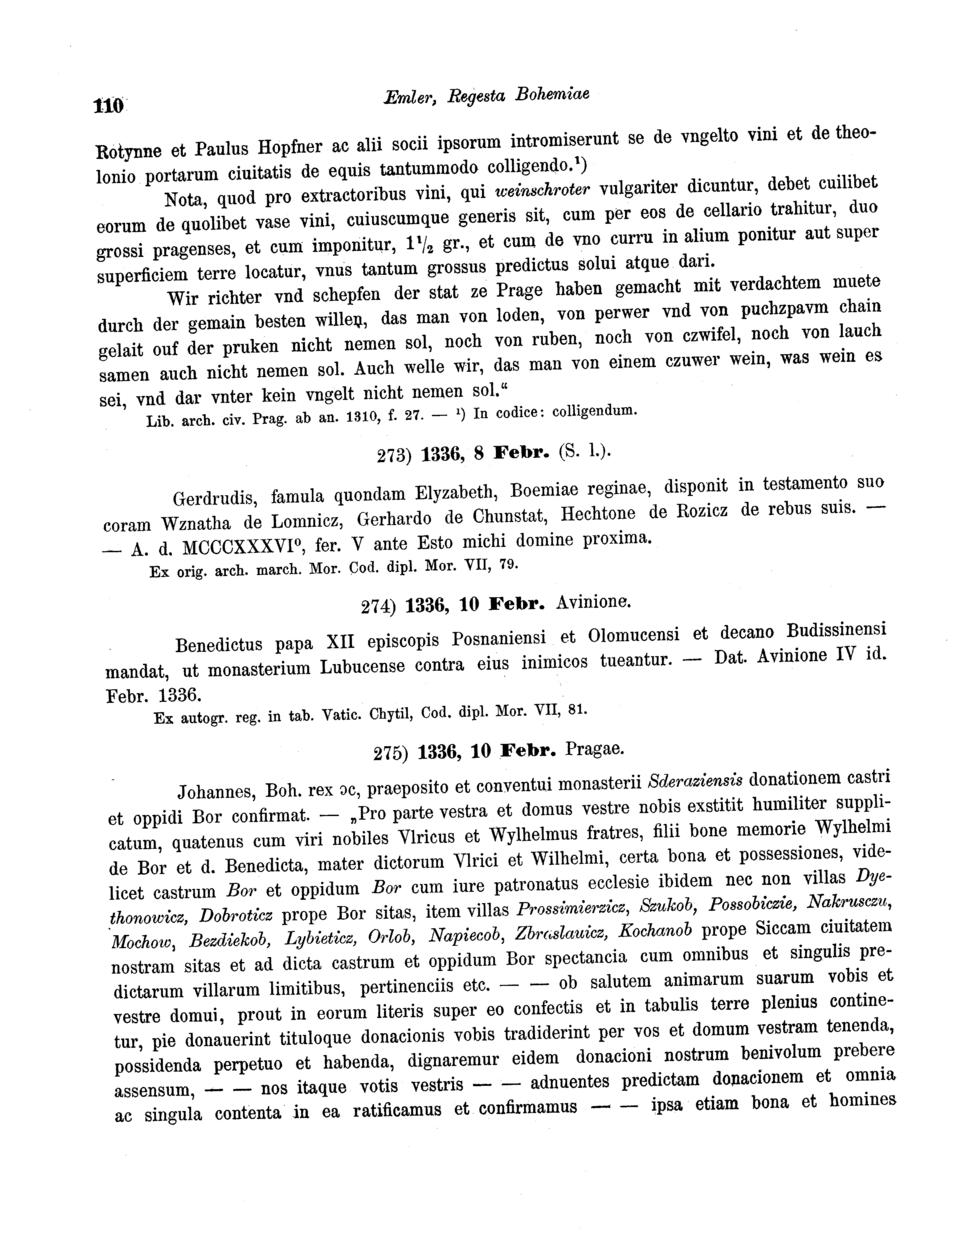 110
Emler, Regesta Bohemiae
Rotynne et Paulus Hopfner ac alii socii ipsorum intromiserunt se de vngelto vini et de theo-
lonio portarum ciuitatis de equis tantummodo colligendo.¹)
Nota, quod pro extractoribus vini, qui weinschroter vulgariter dicuntur, debet cuilibet
eorum de quolibet vase vini, cuiuscumque generis sit, cum per eos de cellario trahitur, duo
grossi pragenses, et cum imponitur, 1½ gr., et cum de vno curru in alium ponitur aut super
superficiem terre locatur, vnus tantum grossus predictus solui atque dari.
Wir richter vnd schepfen der stat ze Prage haben gemacht mit verdachtem muete
durch der gemain besten willen, das man von loden, von perwer vnd von puchzpavm chain
gelait ouf der pruken nicht nemen sol, noch von ruben, noch von czwifel, noch von lauch
samen auch nicht nemen sol. Auch welle wir, das man von einem czuwer wein, was wein es
sei, vnd dar vnter kein vngelt nicht nemen sol.“
Lib. arch. civ. Prag. ab an. 1310, f. 27. — ¹) In codice: colligendum.
273) 1336, 8 Febr. (S. l.).
Gerdrudis, famula quondam Elyzabeth, Boemiae reginae, disponit in testamento suo
coram Wznatha de Lomnicz, Gerhardo de Chunstat, Hechtone de Rozicz de rebus suis. —
— A. d. MCCCXXXVI⁰, fer. V ante Esto michi domine proxima.
Ex orig. arch. march. Mor. Cod. dipl. Mor. VII, 79.
274) 1336, 10 Febr. Avinione.
Benedictus papa XII episcopis Posnaniensi et Olomucensi et decano Budissinensi
mandat, ut monasterium Lubucense contra eius inimicos tueantur. — Dat. Avinione IV id.
Febr. 1336.
Ex autogr. reg. in tab. Vatic. Chytil, Cod. dipl. Mor. VII, 81.
275) 1336, 10 Febr. Pragae.
Johannes, Boh. rex ɔc, praeposito et conventui monasterii Sderaziensis donationem castri
et oppidi Bor confirmat. — „Pro parte vestra et domus vestre nobis exstitit humiliter suppli-
catum, quatenus cum viri nobiles Vlricus et Wylhelmus fratres, filii bone memorie Wylhelmi
de Bor et d. Benedicta, mater dictorum Vlrici et Wilhelmi, certa bona et possessiones, vide-
licet castrum Bor et oppidum Bor cum iure patronatus ecclesie ibidem nec non villas Dye-
thonowicz, Dobroticz prope Bor sitas, item villas Prossimierzicz, Szukob, Possobiczie, Nakrusczu,
Mochow, Bezdiekob, Lybieticz, Orlob, Napiecob, Zbraslauicz, Kochanob prope Siccam ciuitatem
nostram sitas et ad dicta castrum et oppidum Bor spectancia cum omnibus et singulis pre-
dictarum villarum limitibus, pertinenciis etc. — — ob salutem animarum suarum vobis et
vestre domui, prout in eorum literis super eo confectis et in tabulis terre plenius contine-
tur, pie donauerint tituloque donacionis vobis tradiderint per vos et domum vestram tenenda,
possidenda perpetuo et habenda, dignaremur eidem donacioni nostrum benivolum prebere
assensum, — — nos itaque votis vestris — — adnuentes predictam donacionem et omnia
ac singula contenta in ea ratificamus et confirmamus — — ipsa etiam bona et homines